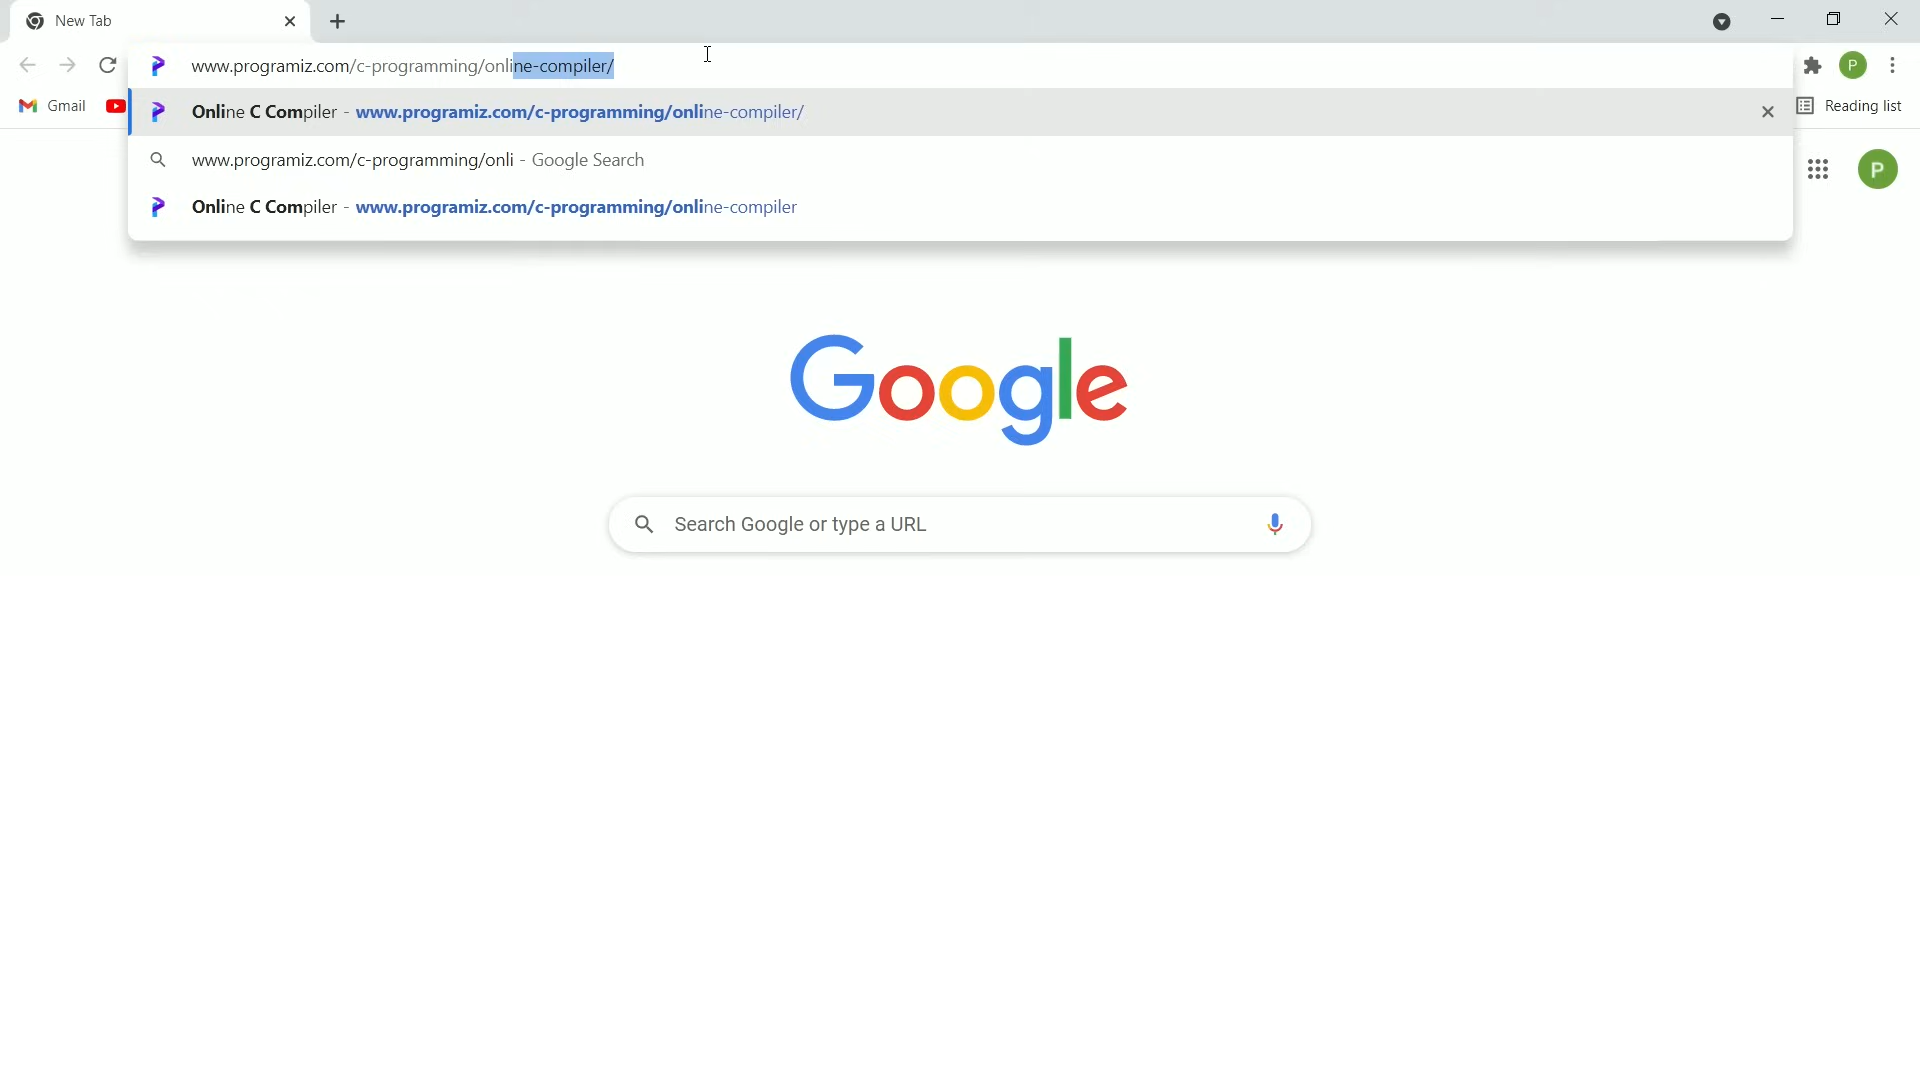 New Tab
www.programiz.com/c-programming/online-compiler/
Gmail
Online C Compiler - www.programiz.com/c-programming/online-compiler/
Reading list
www.programiz.com/c-programming/onli - Google Search
P
P
Online C Compiler - www.programiz.com/c-programming/online-compiler
Google
Search Google or type a URL